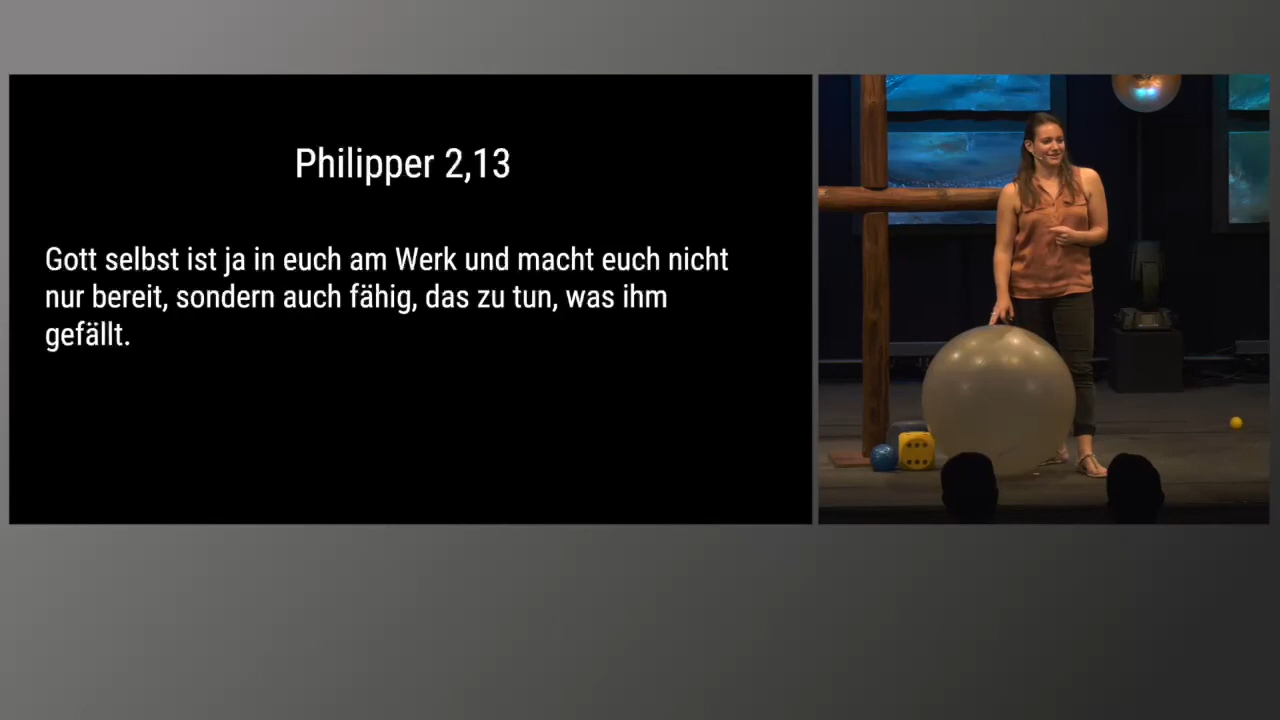 Philipper 2,13
Gott selbst ist ja in euch am Werk und macht euch nicht
nur bereit, sondern auch fähig, das zu tun, was ihm
gefällt.